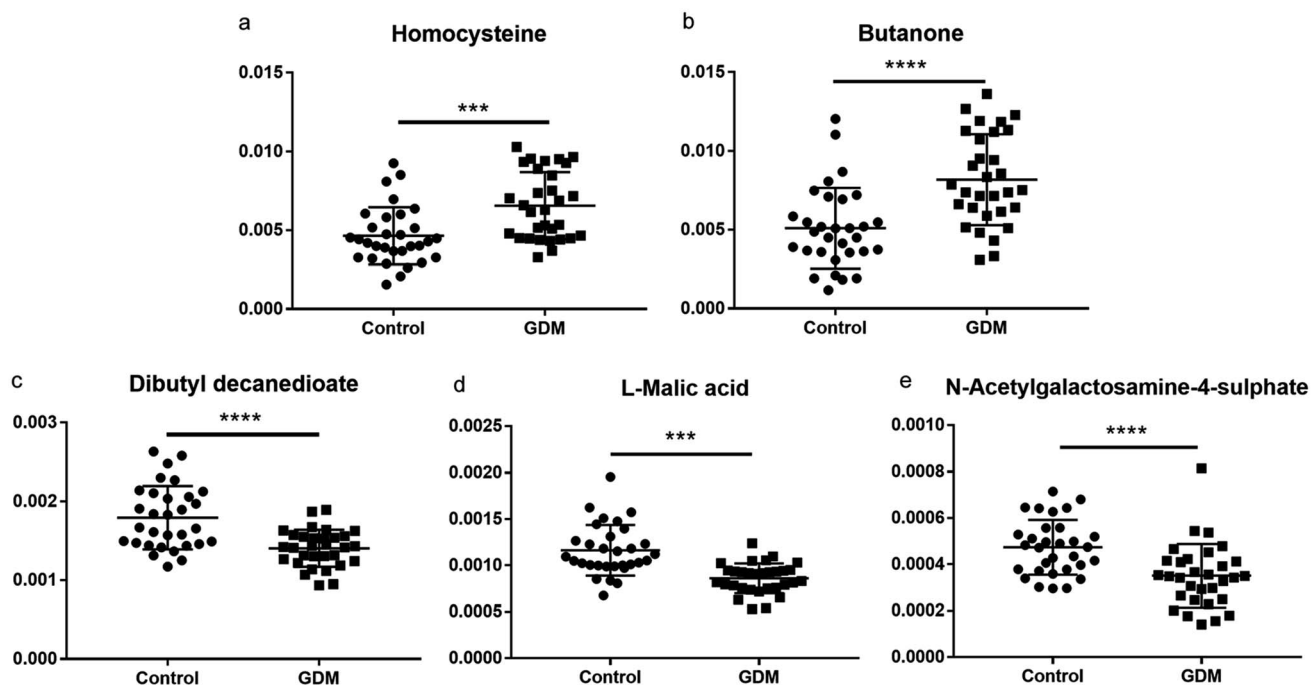 a
Homocysteine
0.015
0.010
0.005
0.000
***
Control
GDM
b
Butanone
0.015
0.010
0.005
0.000
****
Control
GDM
c
Dibutyl decanedioate
0.003
0.002
0.001
0.000
****
Control
GDM
d
L-Malic acid
0.0025
0.0020
0.0015
0.0010
0.0005
0.0000
***
Control
GDM
e
N-Acetylgalactosamine-4-sulphate
0.0010
0.0008
0.0006
0.0004
0.0002
0.0000
****
Control
GDM